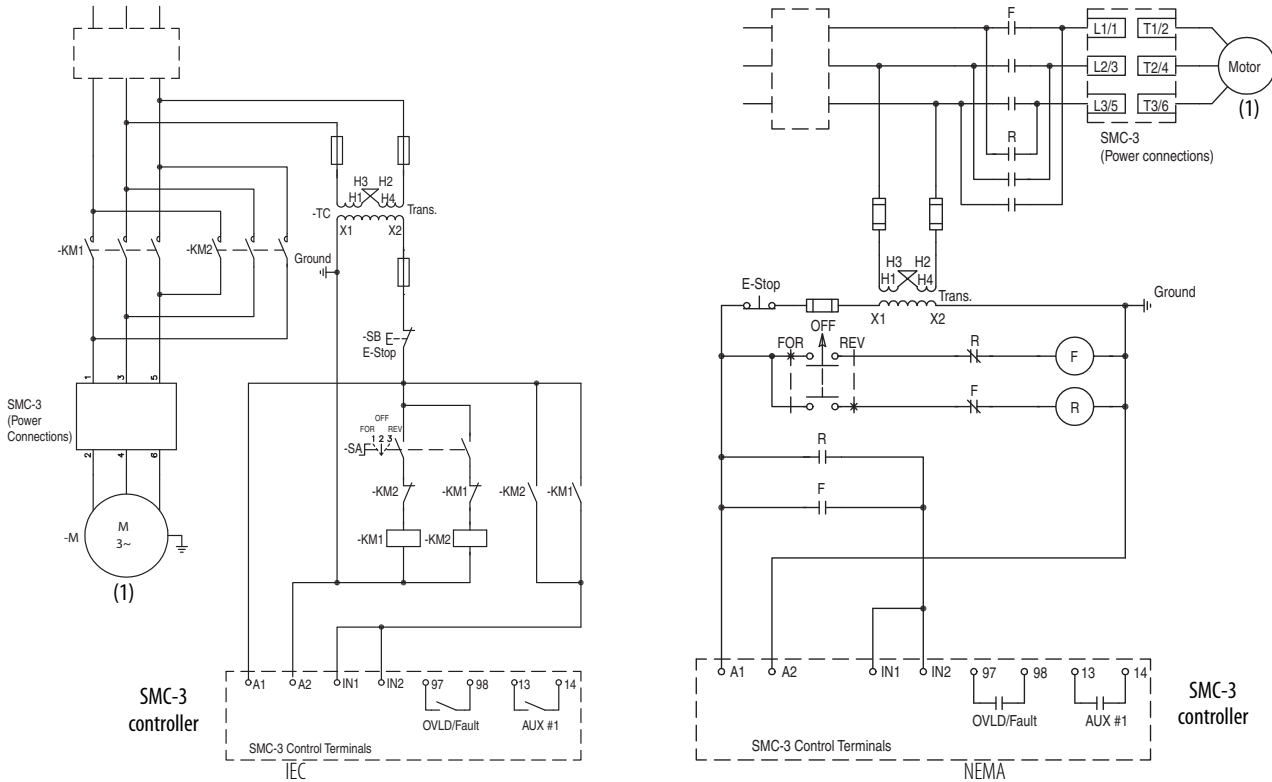 H3 H2
H1 H4
-TC
Trans.
X1 X2
-KM1
-KM2
Ground
-SB
E-Stop
1 3 5
SMC-3
(Power
Connections)
2 4 6
OFF
FOR REV
1 2 3
-SA
-KM2 -KM1 -KM2 -KM1
-KM1 -KM2
-M
M
3~
(1)
A1 A2 IN1 IN2 97 98 13 14
OVLD/Fault AUX #1
SMC-3
controller
SMC-3 Control Terminals
IEC
F
L1/1 T1/2
L2/3 T2/4
L3/5 T3/6
Motor
(1)
R
SMC-3
(Power connections)
H3 H2
H1 H4
Trans.
E-Stop
X1 X2
Ground
OFF
FOR REV
R
F
F
R
R
F
A1 A2 IN1 IN2 97 98 13 14
OVLD/Fault AUX #1
SMC-3
controller
SMC-3 Control Terminals
NEMA